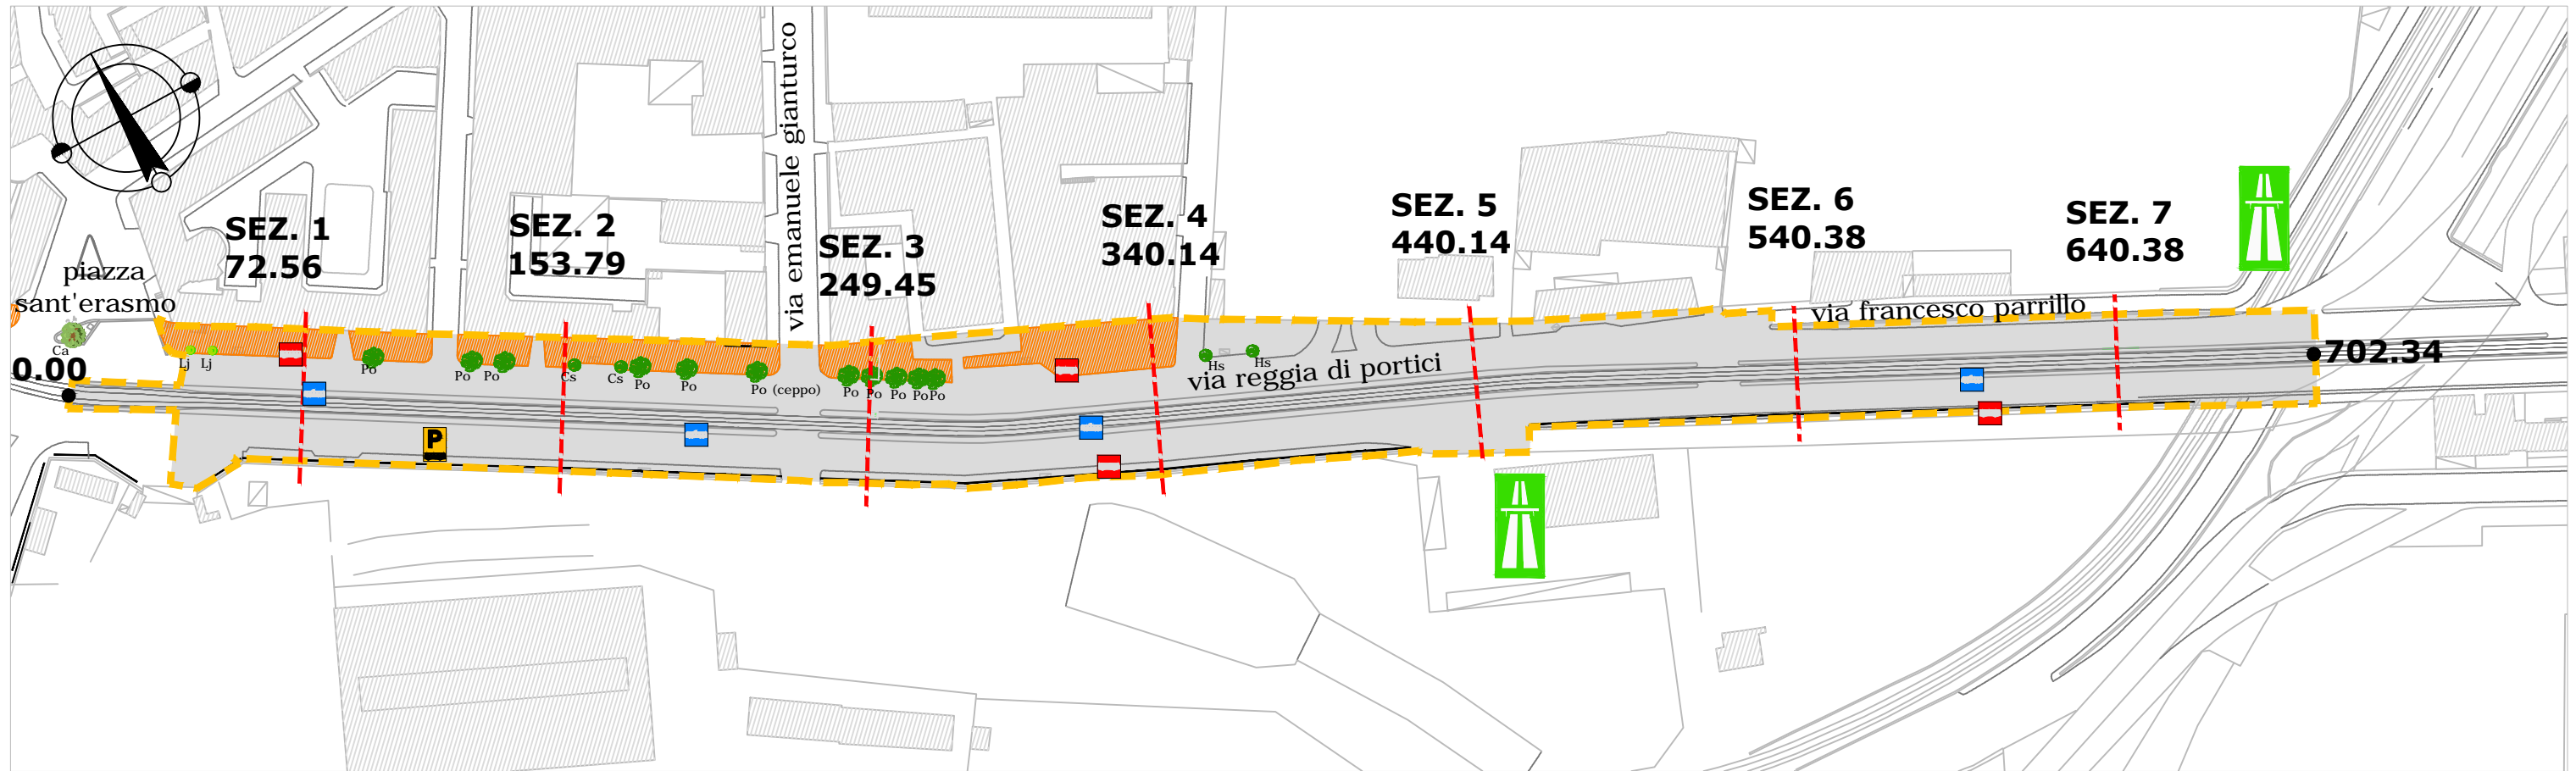 via emanuele gianturco
SEZ. 1
72.56
SEZ. 2
153.79
SEZ. 3
249.45
SEZ. 4
340.14
SEZ. 5
440.14
SEZ. 6
540.38
SEZ. 7
640.38
piazza
sant'erasmo
via francesco parrillo
via reggia di portici
Ca
0.00
702.34
Lj Lj
Po
Po Po
Cs
Cs Po
Po
Po (ceppo)
Po Po Po Po Po
Hs
Hs
P